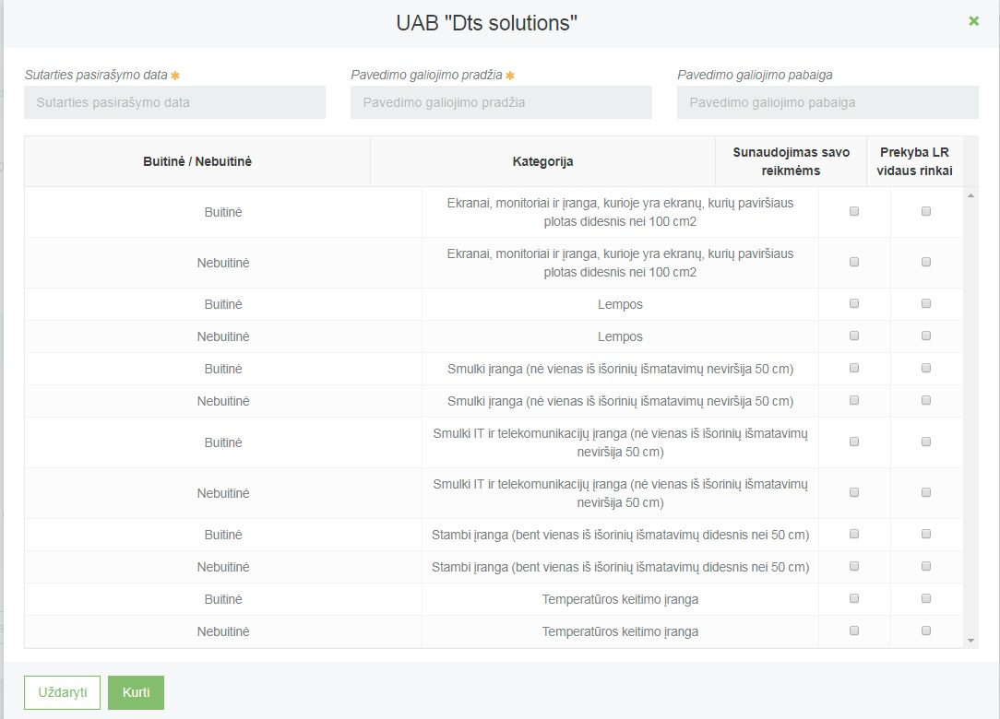 UAB "Dts solutions"
Sutarties pasirašymo data *
Pavedimo galiojimo pradžia *
Pavedimo galiojimo pabaiga
Sutarties pasirašymo data
Pavedimo galiojimo pradžia
Pavedimo galiojimo pabaiga
Buitinė / Nebuitinė
Kategorija
Sunaudojimas savo
reikmėms
Prekyba LR
vidaus rinkai
Buitinė
Ekranai, monitoriai ir įranga, kurioje yra ekranų, kurių paviršiaus
plotas didesnis nei 100 cm2
Nebuitinė
Ekranai, monitoriai ir įranga, kurioje yra ekranų, kurių paviršiaus
plotas didesnis nei 100 cm2
Buitinė
Lempos
Nebuitinė
Lempos
Buitinė
Smulki įranga (nė vienas iš išorinių išmatavimų neviršija 50 cm)
Nebuitinė
Smulki įranga (nė vienas iš išorinių išmatavimų neviršija 50 cm)
Buitinė
Smulki IT ir telekomunikacijų įranga (nė vienas iš išorinių išmatavimų
neviršija 50 cm)
Nebuitinė
Smulki IT ir telekomunikacijų įranga (nė vienas iš išorinių išmatavimų
neviršija 50 cm)
Buitinė
Stambi įranga (bent vienas iš išorinių išmatavimų didesnis nei 50 cm)
Nebuitinė
Stambi įranga (bent vienas iš išorinių išmatavimų didesnis nei 50 cm)
Buitinė
Temperatūros keitimo įranga
Nebuitinė
Temperatūros keitimo įranga
Uždaryti
Kurti